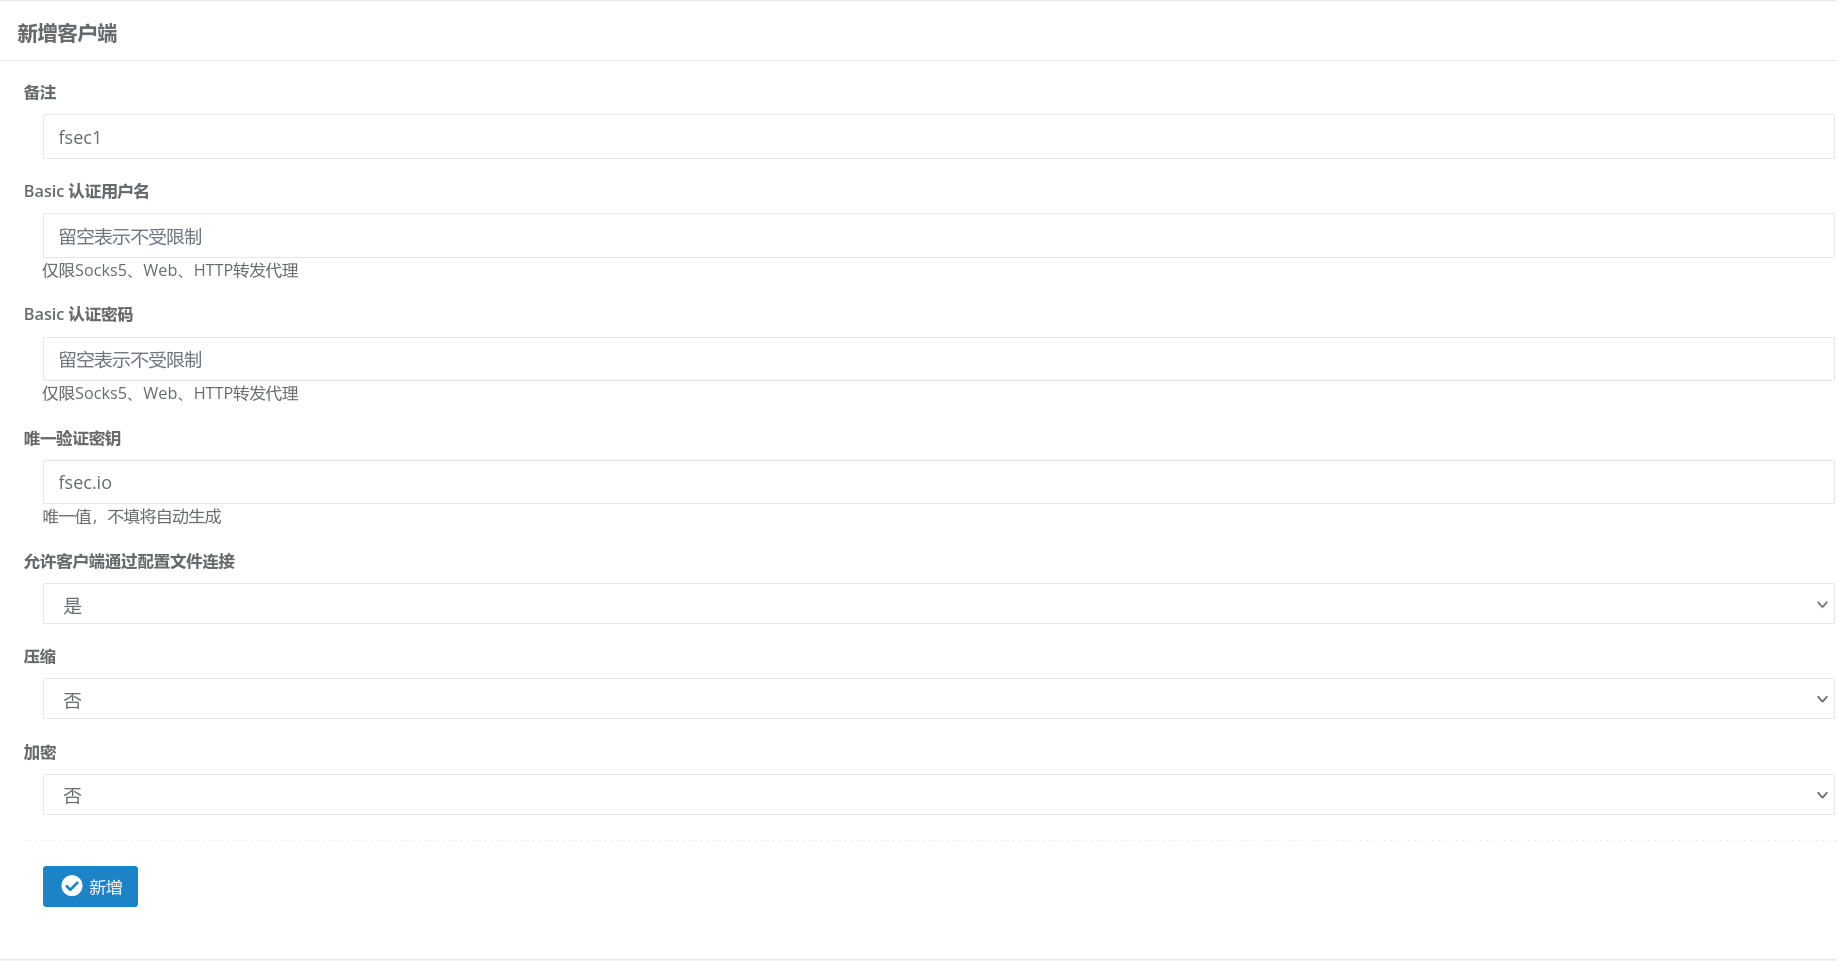 新增客户端
备注
fsec1
Basic 认证用户名
留空表示不受限制
仅限Socks5、Web、HTTP转发代理
Basic 认证密码
留空表示不受限制
仅限Socks5、Web、HTTP转发代理
唯一验证密钥
fsec.io
唯一值，不填将自动生成
允许客户端通过配置文件连接
是
压缩
否
加密
否
新增